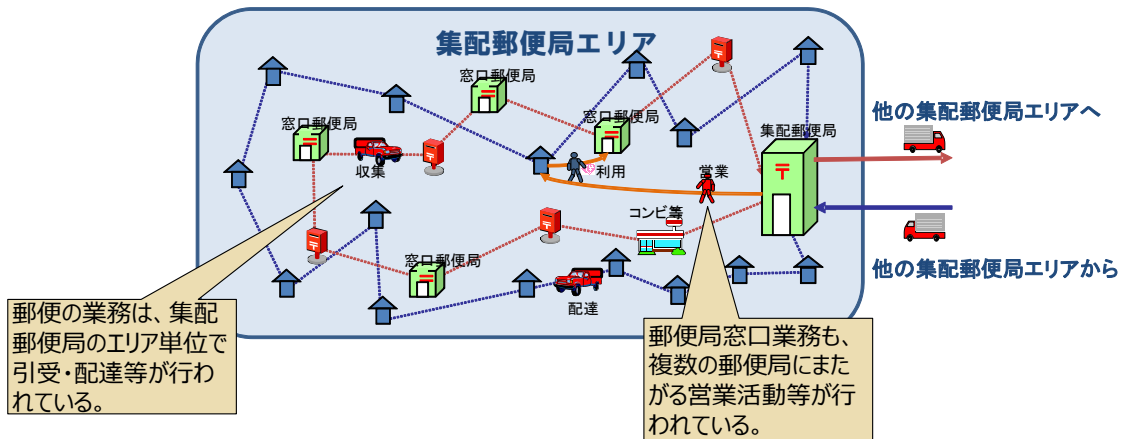 集配郵便局エリア
窓口郵便局
窓口郵便局
窓口郵便局
集配郵便局
他の集配郵便局エリアへ
収集
利用
営業
コンビ等
窓口郵便局
配達
他の集配郵便局エリアから
郵便の業務は、集配
郵便局のエリア単位で
引受・配達等が行わ
れている。
郵便局窓口業務も、
複数の郵便局にまた
がる営業活動等が行
われている。